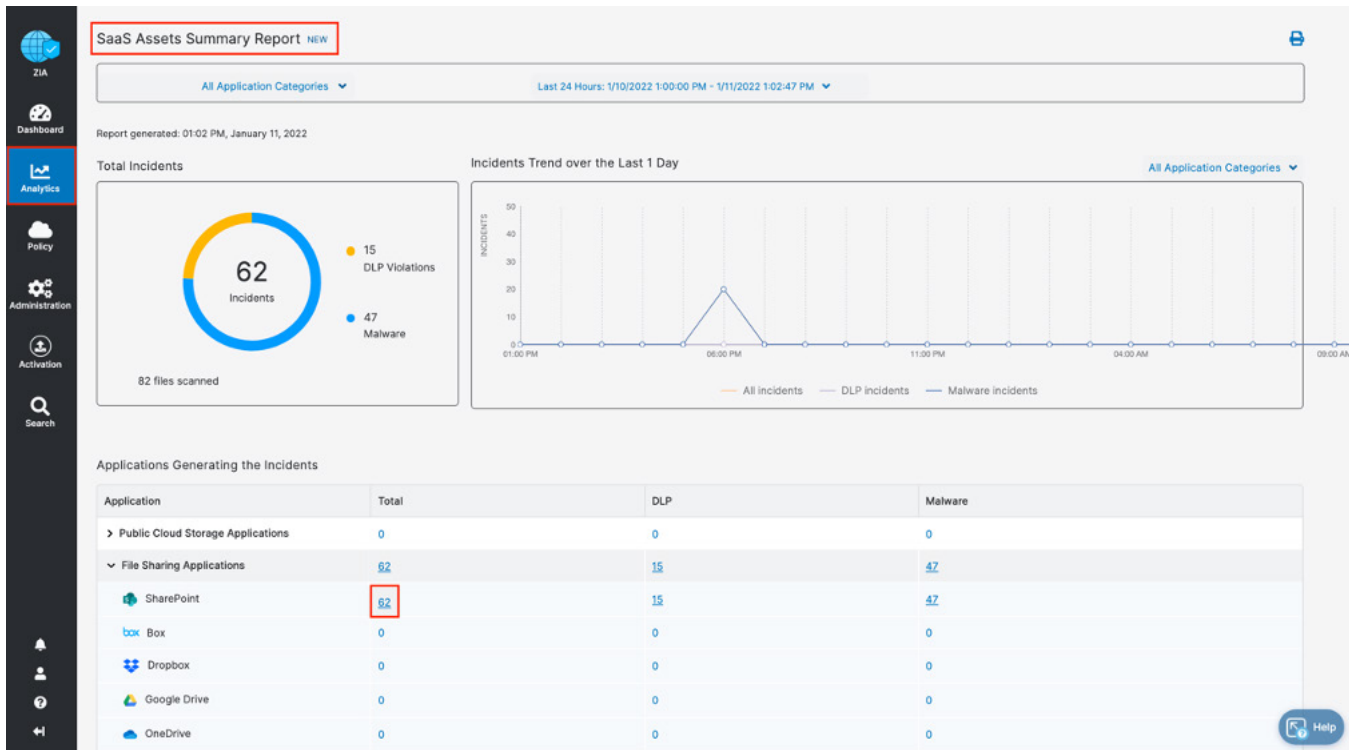 SaaS Assets Summary Report NEW
ZIA
All Application Categories
Last 24 Hours: 1/10/2022 1:00:00 PM - 1/11/2022 1:02:47 PM
Dashboard
Report generated: 01:02 PM, January 11, 2022
Analytics
Total Incidents
Incidents Trend over the Last 1 Day
All Application Categories
Policy
Administration
Activation
Search
62
Incidents
15
DLP Violations
47
Malware
82 files scanned
INCIDENTS
50
40
30
20
10
0
01:00 PM
06:00 PM
11:00 PM
04:00 AM
09:00 AM
All incidents
DLP incidents
Malware incidents
Applications Generating the Incidents
Application Total DLP Malware
Public Cloud Storage Applications 0 0 0
File Sharing Applications 62 15 47
SharePoint 62 15 47
box Box 0 0 0
Dropbox 0 0 0
Google Drive 0 0 0
OneDrive 0 0 0
Help